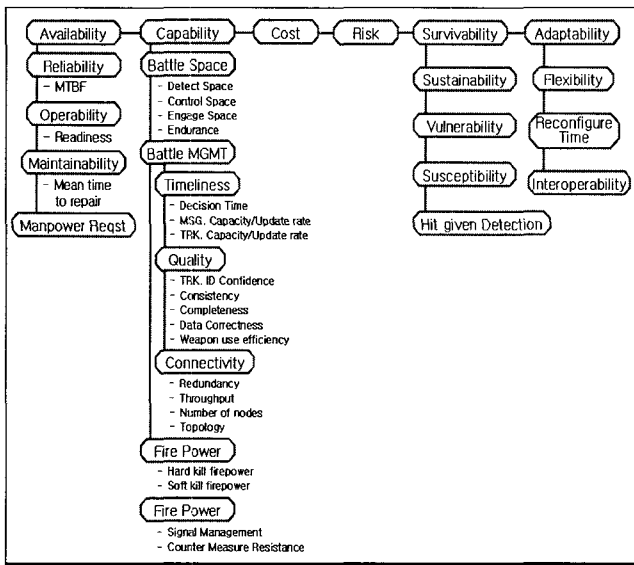 Availability
Capability
Cost
Risk
Survivability
Adaptability
Reliability
- MTBF
Operability
- Readiness
Maintainability
- Mean time
to repair
Manpower Reqst
Battle Space
- Detect Space
- Control Space
- Engage Space
- Endurance
Battle MGMT
Timeliness
- Decision Time
- MSG. Capacity/Update rate
- TRK. Capacity/Update rate
Quality
- TRK. ID Confidence
- Consistency
- Completeness
- Data Correctness
- Weapon use efficiency
Connectivity
- Redundancy
- Throughput
- Number of nodes
- Topology
Fire Power
- Hard kill firepower
- Soft kill firepower
Fire Power
- Signal Management
- Counter Measure Resistance
Sustainability
Vulnerability
Susceptibility
Hit given Detection
Flexibility
Reconfigure
Time
Interoperability